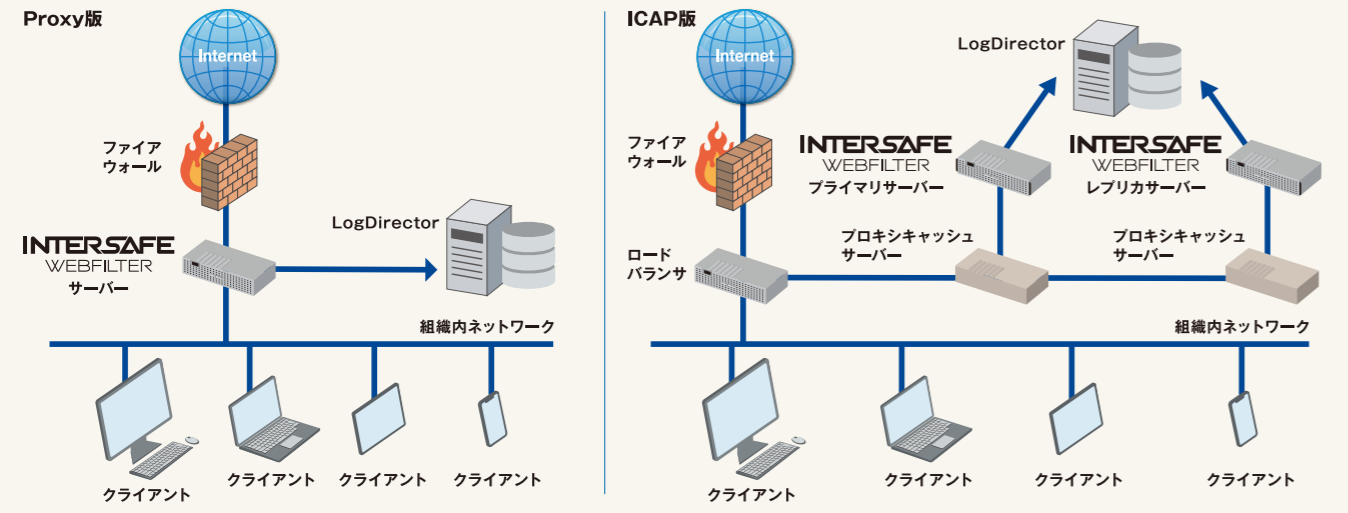 Proxy版
Internet
ファイア
ウォール
LogDirector
INTERSAFE
WEBFILTER
サーバー
組織内ネットワーク
クライアント
クライアント
クライアント
クライアント
ICAP版
Internet
LogDirector
ファイア
ウォール
INTERSAFE
WEBFILTER
プライマリサーバー
INTERSAFE
WEBFILTER
レプリカサーバー
ロード
バランサ
プロキシキャッシュ
サーバー
プロキシキャッシュ
サーバー
組織内ネットワーク
クライアント
クライアント
クライアント
クライアント